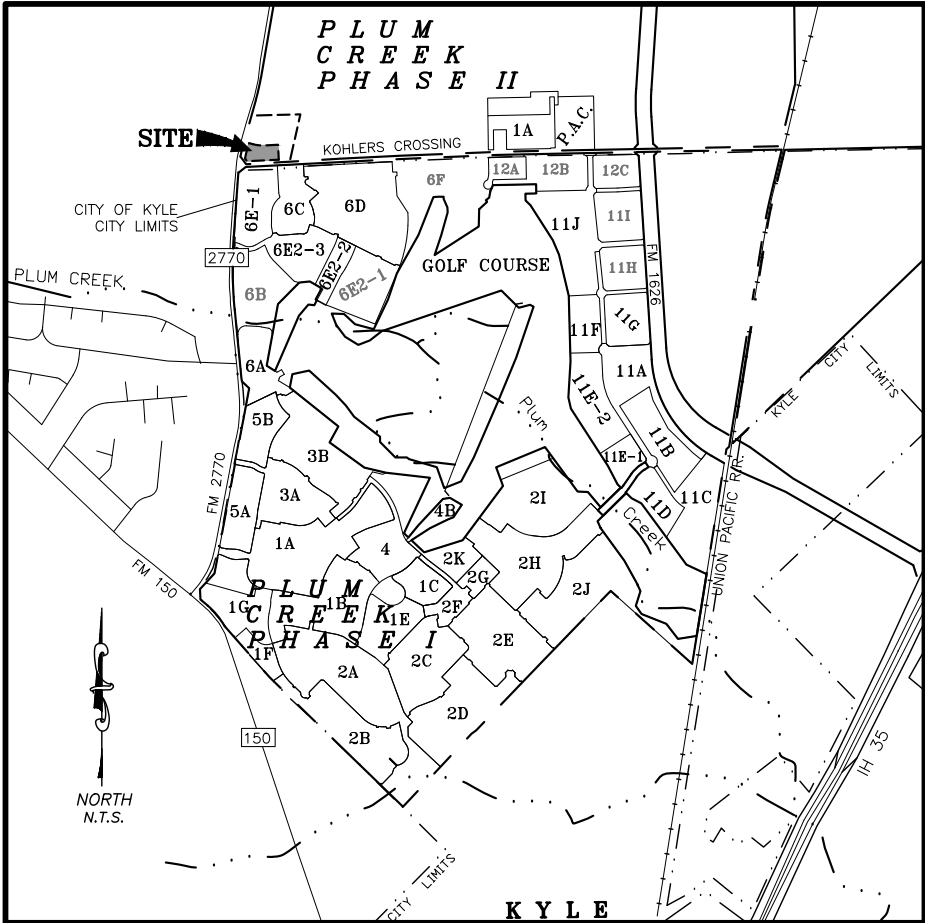 PLUM
CREEK
PHASE II
1A
P.A.C.
SITE
KOHLERS CROSSING
12A
12B
12C
6F
CITY OF KYLE
CITY LIMITS
6E-1
6C
6D
11J
11I
2770
6E2-3
6E2-2
6E2-1
GOLF COURSE
11H
FM 1626
PLUM CREEK
6B
11F
11G
6A
11A
KYLE CITY LIMITS
11E-2
5B
Plum
11B
3B
11E-1
FM 2770
3A
5A
4B
2I
11D
11C
Creek
UNION PACIFIC R.R.
1A
4
2K
2H
2G
FM 150
PLUM
CREEK
PHASE I
1G
1B
1C
2J
2F
1E
1F
2E
2C
2A
2D
150
2B
IH 35
NORTH
N.T.S.
CITY LIMITS
KYLE